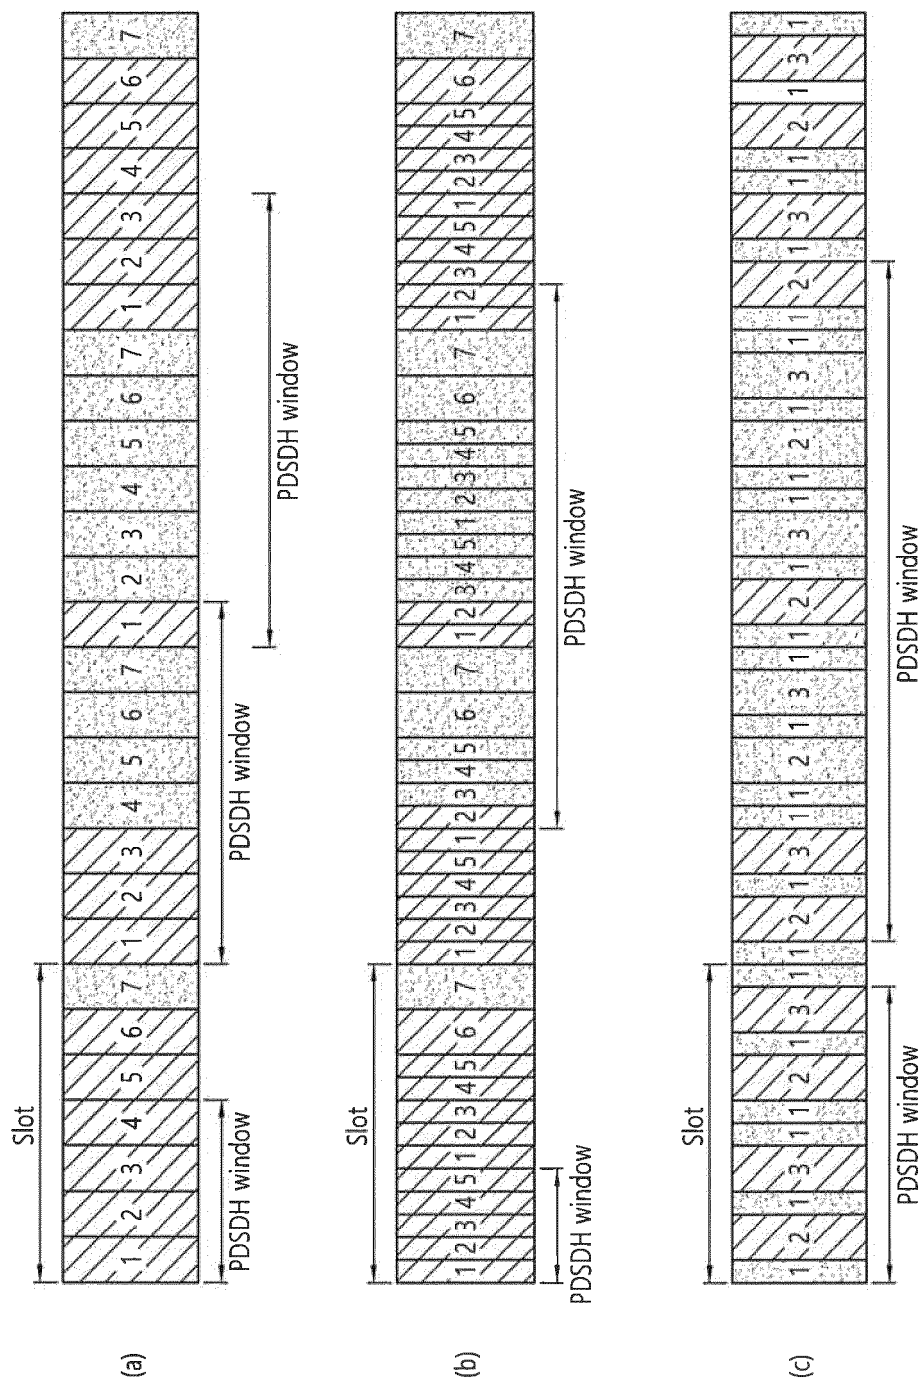 Slot
(a) 1 2 3 4 5 6 7 1 2 3 4 5 6 7 1 2 3 4 5 6 7 1 2 3 4 5 6 7
PDSDH window PDSDH window
PDSDH window
Slot
(b) 1 2 3 4 5 1 2 3 4 5 6 7 1 2 3 4 5 1 2 3 4 5 6 7 1 2 3 4 5 1 2 3 4 5 6 7 1 2 3 4 5 1 2 3 4 5 6 7
PDSDH window PDSDH window
Slot
(c) 1 2 1 3 1 1 2 1 3 1 1 2 1 3 1 1 2 1 3 1 1 2 1 3 1 1 2 1 3 1 1 2 1 3 1 1 2 1 3 1
PDSDH window PDSDH window